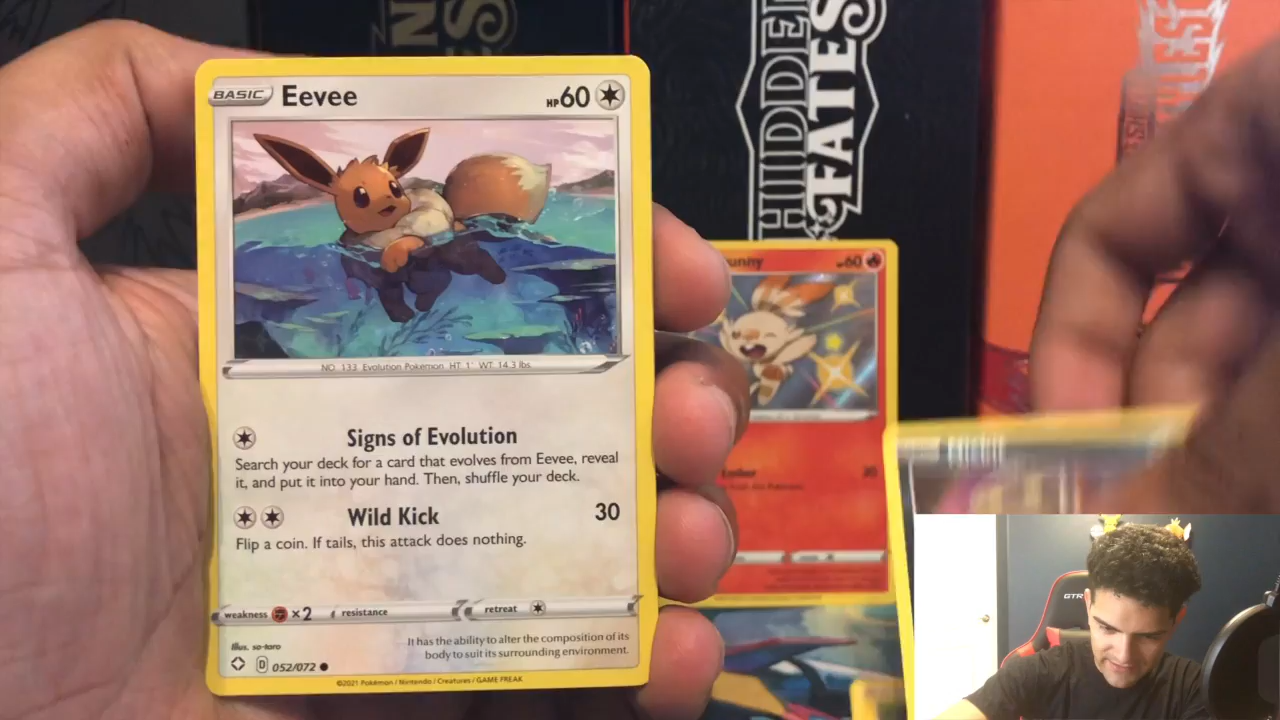 BASIC Eevee HP60
NO. 133 Evolution Pokémon HT: 1' WT: 14.3 lbs.
Signs of Evolution
Search your deck for a card that evolves from Eevee, reveal
it, and put it into your hand. Then, shuffle your deck.
Wild Kick 30
Flip a coin. If tails, this attack does nothing.
weakness ×2 resistance retreat
It has the ability to alter the composition of its
body to suit its surrounding environment.
Illus. so-taro
D 052/072
©2021 Pokémon / Nintendo / Creatures / GAME FREAK
HIDDEN
FATES
60
30
GTR